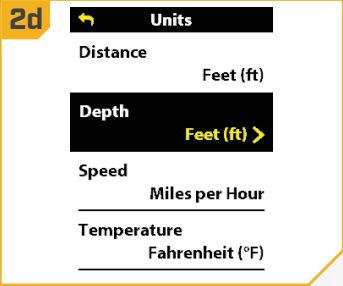 2d
Units
Distance
Feet (ft)
Depth
Feet (ft)
Speed
Miles per Hour
Temperature
Fahrenheit (°F)